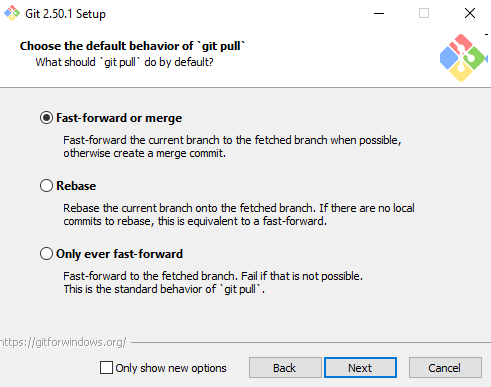 Git 2.50.1 Setup
Choose the default behavior of `git pull`
What should `git pull` do by default?
Fast-forward or merge
Fast-forward the current branch to the fetched branch when possible,
otherwise create a merge commit.
Rebase
Rebase the current branch onto the fetched branch. If there are no local
commits to rebase, this is equivalent to a fast-forward.
Only ever fast-forward
Fast-forward to the fetched branch. Fail if that is not possible.
This is the standard behavior of `git pull`.
https://gitforwindows.org/
Only show new options
Back
Next
Cancel